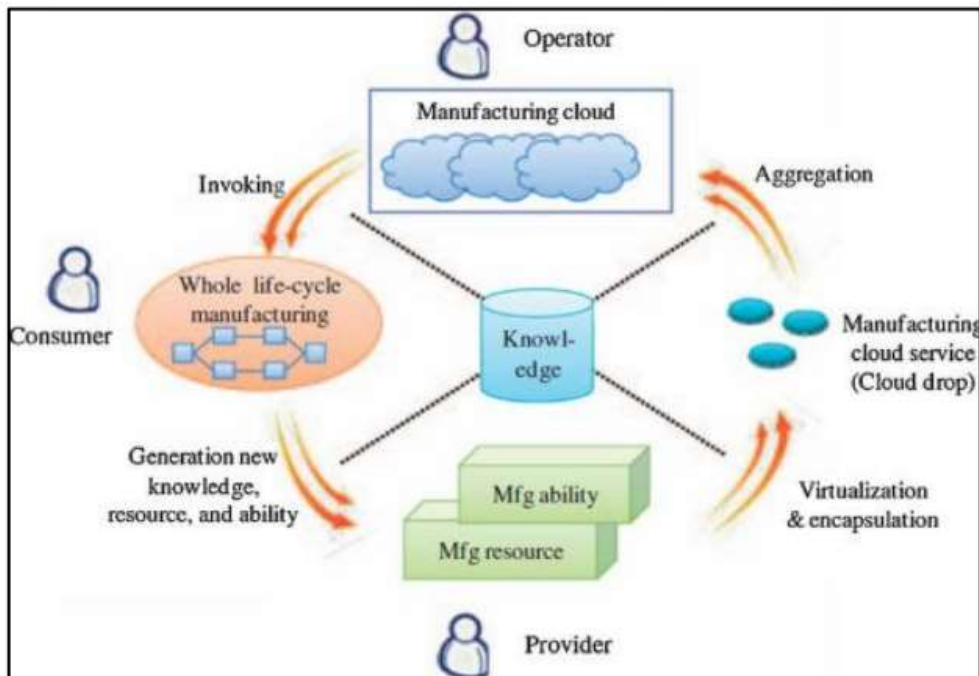 Operator
Manufacturing cloud
Invoking
Aggregation
Whole life-cycle
manufacturing
Consumer
Knowl-
edge
Manufacturing
cloud service
(Cloud drop)
Generation new
knowledge,
resource, and ability
Mfg ability
Mfg resource
Virtualization
& encapsulation
Provider